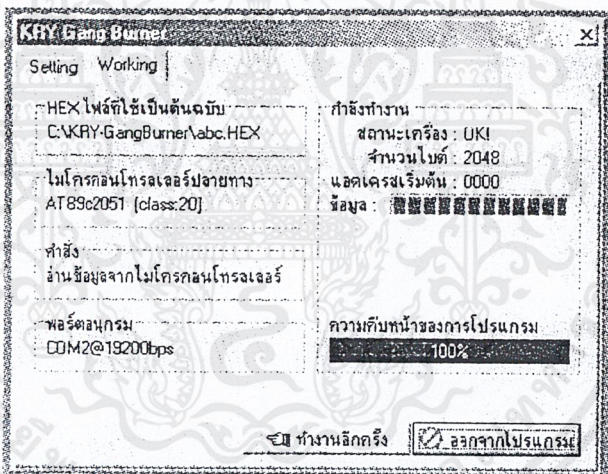 KRY Gang Burner
Setting Working
HEX ไฟล์ที่ใช้เป็นต้นฉบับ
C:\KRY-GangBurner\abc.HEX
ไมโครคอนโทรลเลอร์ปลายทาง
AT89c2051 [class:20]
คำสั่ง
อ่านข้อมูลจากไมโครคอนโทรลเลอร์
พอร์ตอนุกรม
COM2@19200bps
กำลังทำงาน
สถานะเครื่อง : OK!
จำนวนไบต์ : 2048
แอดเดรสเริ่มต้น : 0000
ข้อมูล :
ความคืบหน้าของการโปรแกรม
100%
ทำงานอีกครั้ง
ออกจากโปรแกรม